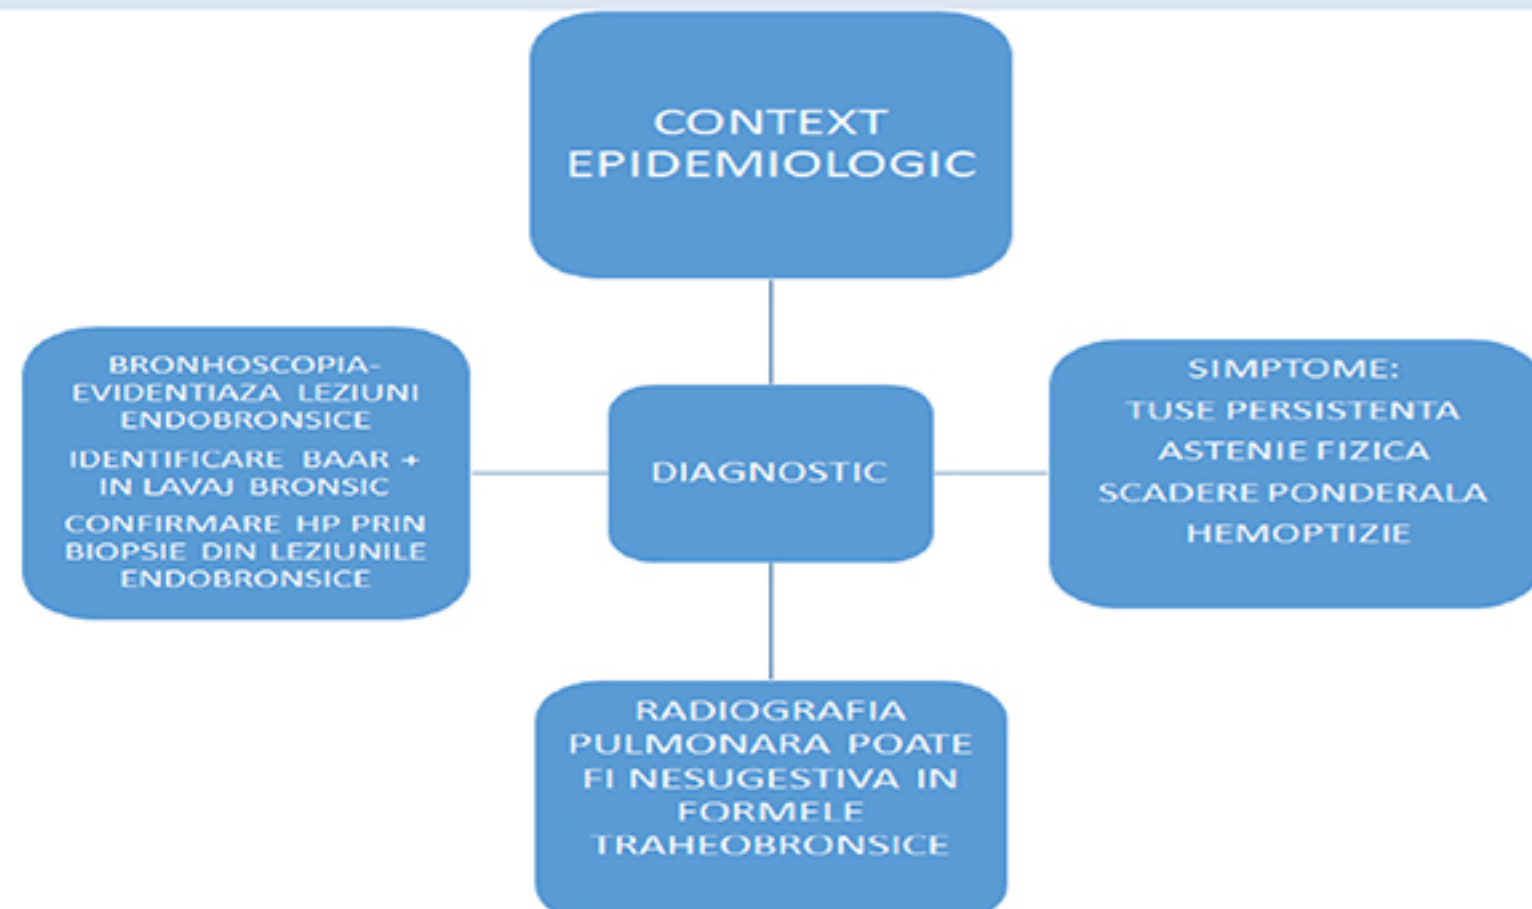 CONTEXT
EPIDEMIOLOGIC
BRONHOSCOPIA-
EVIDENTIAZA LEZIUNI
ENDOBRONSICE
IDENTIFICARE BAAR +
IN LAVAJ BRONSIC
CONFIRMARE HP PRIN
BIOPSIE DIN LEZIUNILE
ENDOBRONSICE
DIAGNOSTIC
SIMPTOME:
TUSE PERSISTENTA
ASTENIE FIZICA
SCADERE PONDERALA
HEMOPTIZIE
RADIOGRAFIA
PULMONARA POATE
FI NESUGESTIVA IN
FORMELE
TRAHEOBRONSICE